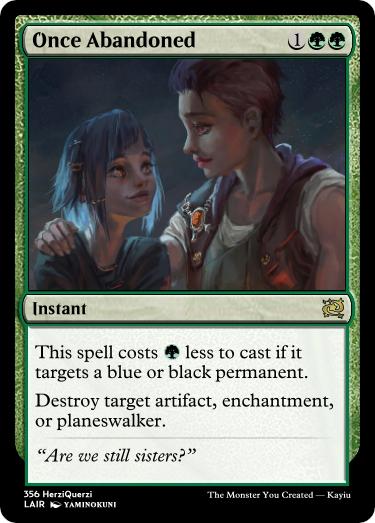 Once Abandoned 1
Instant
This spell costs less to cast if it
targets a blue or black permanent.
Destroy target artifact, enchantment,
or planeswalker.
“Are we still sisters?”
356 HerziQuerzi
The Monster You Created — Kayiu
LAIR YAMINOKUNI